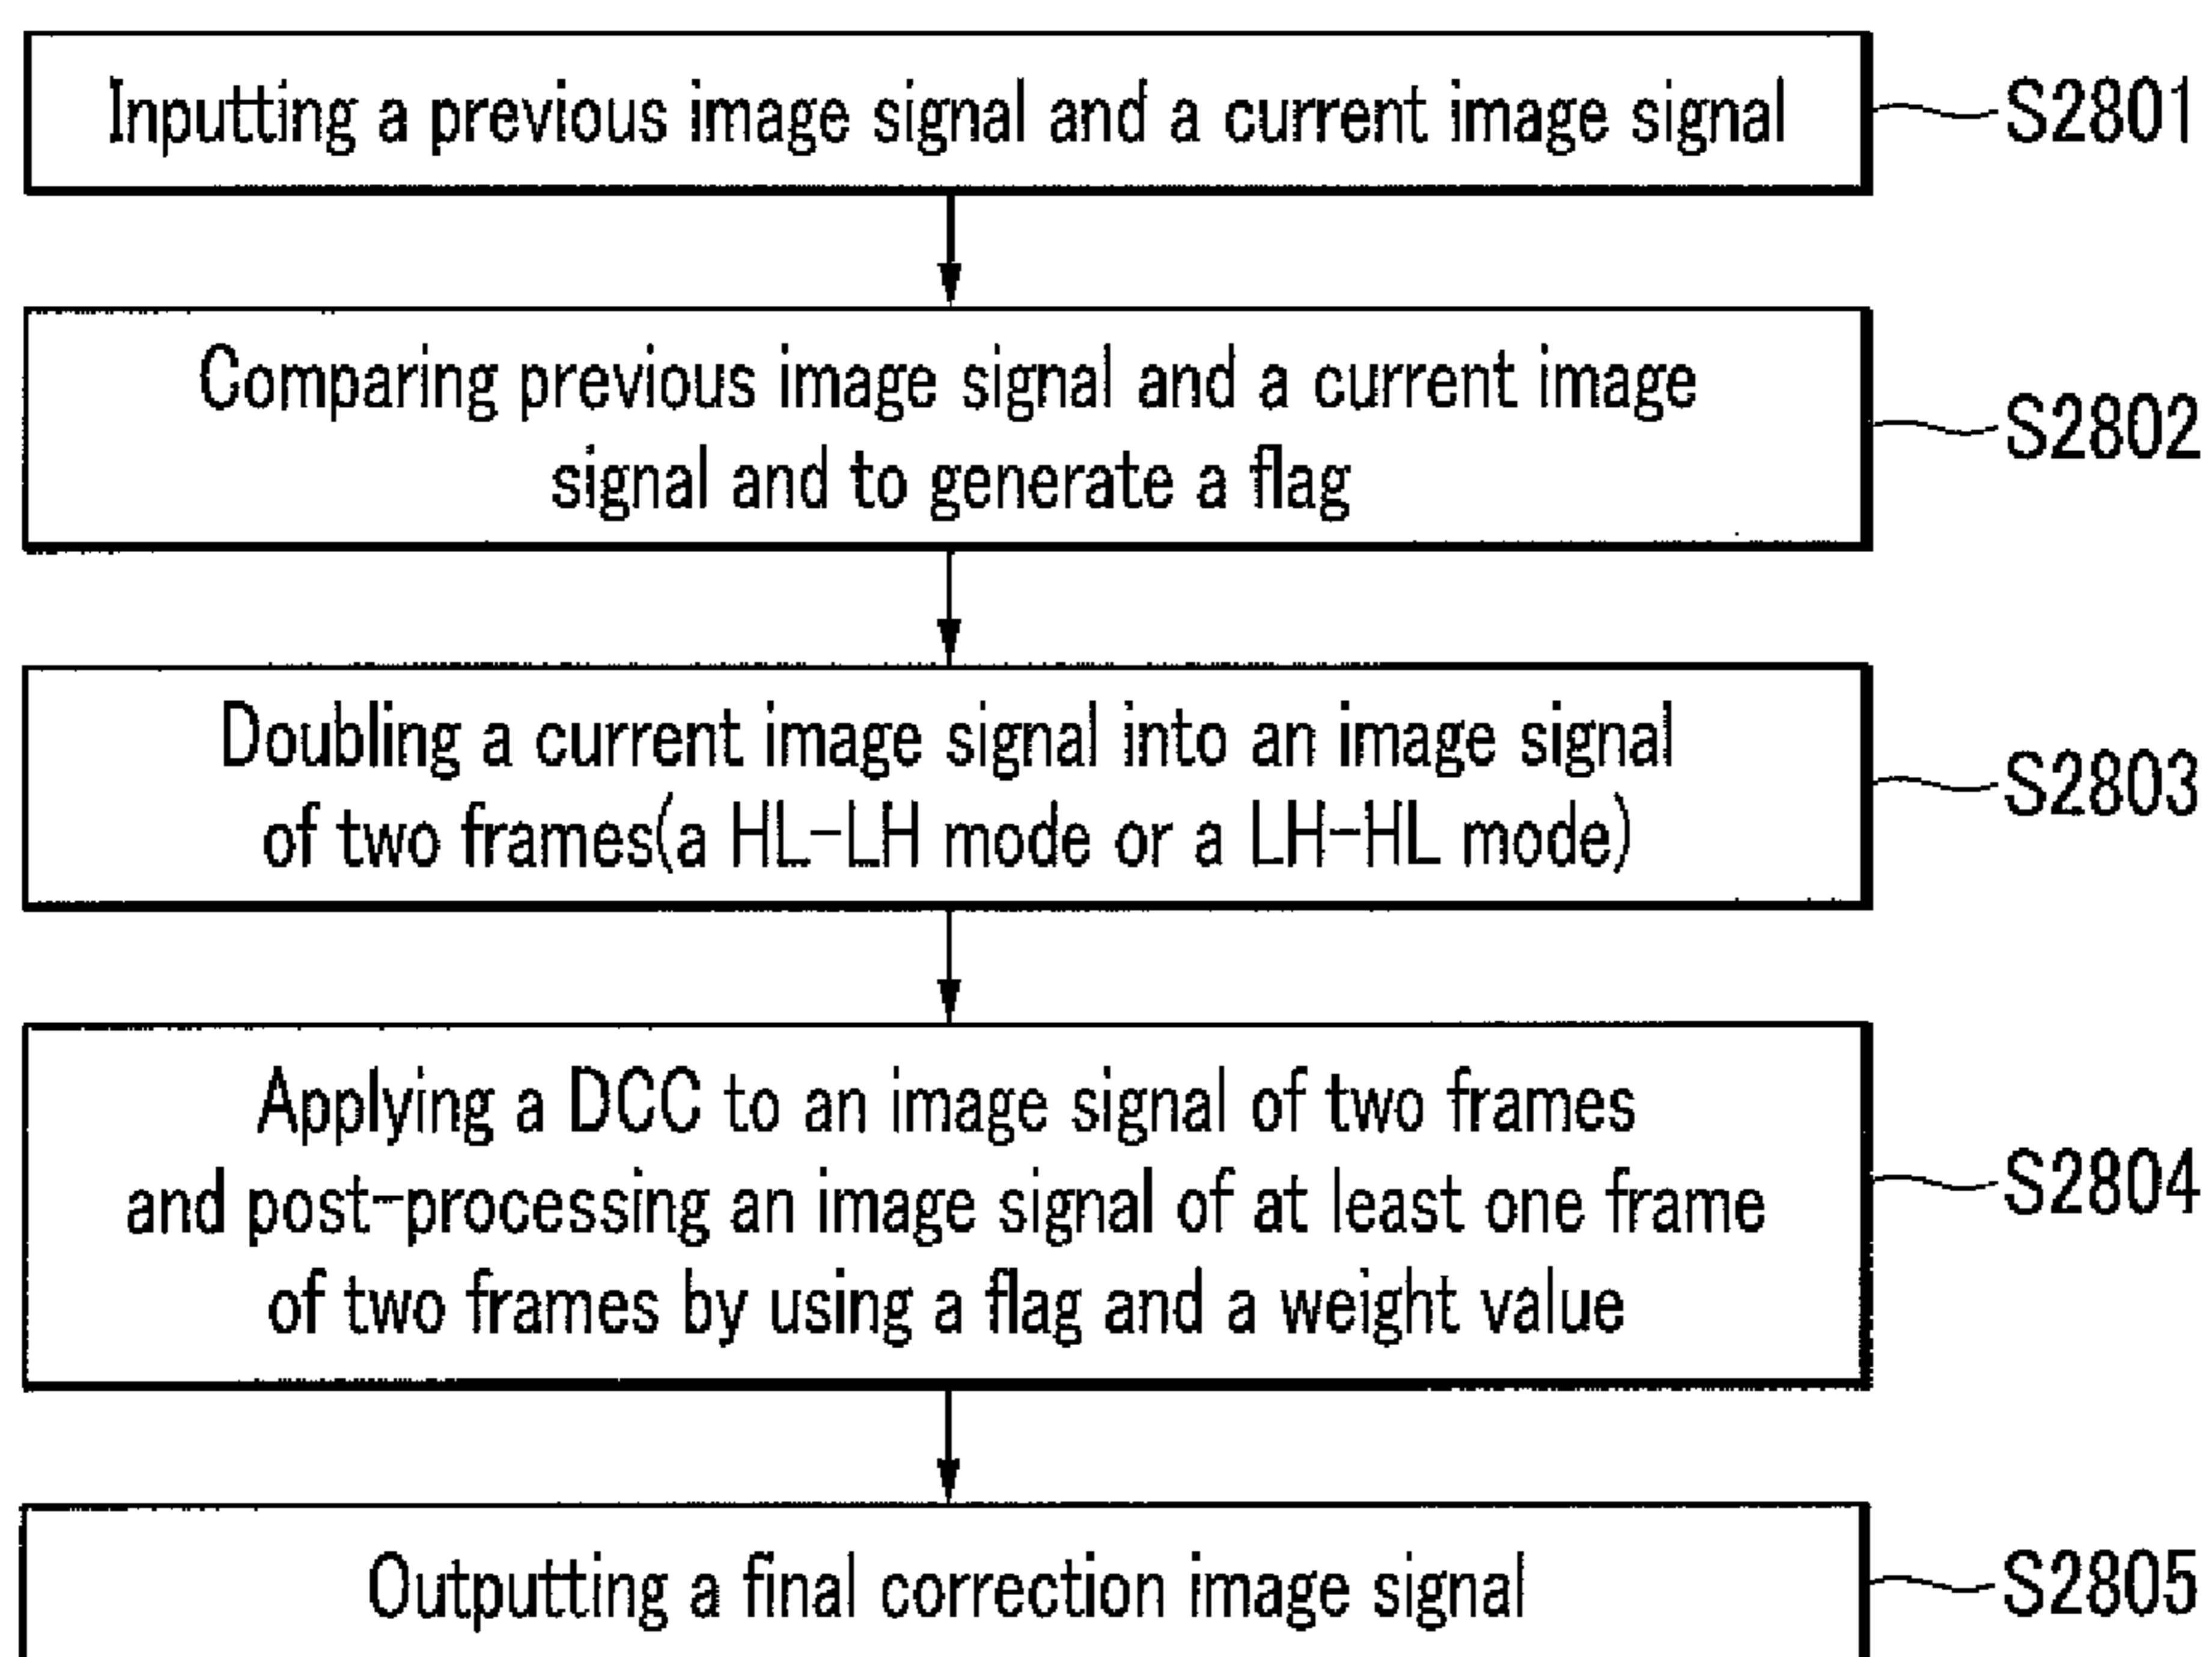 Inputting a previous image signal and a current image signal
S2801
Comparing previous image signal and a current image
signal and to generate a flag
S2802
Doubling a current image signal into an image signal
of two frames(a HL-LH mode or a LH-HL mode)
S2803
Applying a DCC to an image signal of two frames
and post-processing an image signal of at least one frame
of two frames by using a flag and a weight value
S2804
Outputting a final correction image signal
S2805